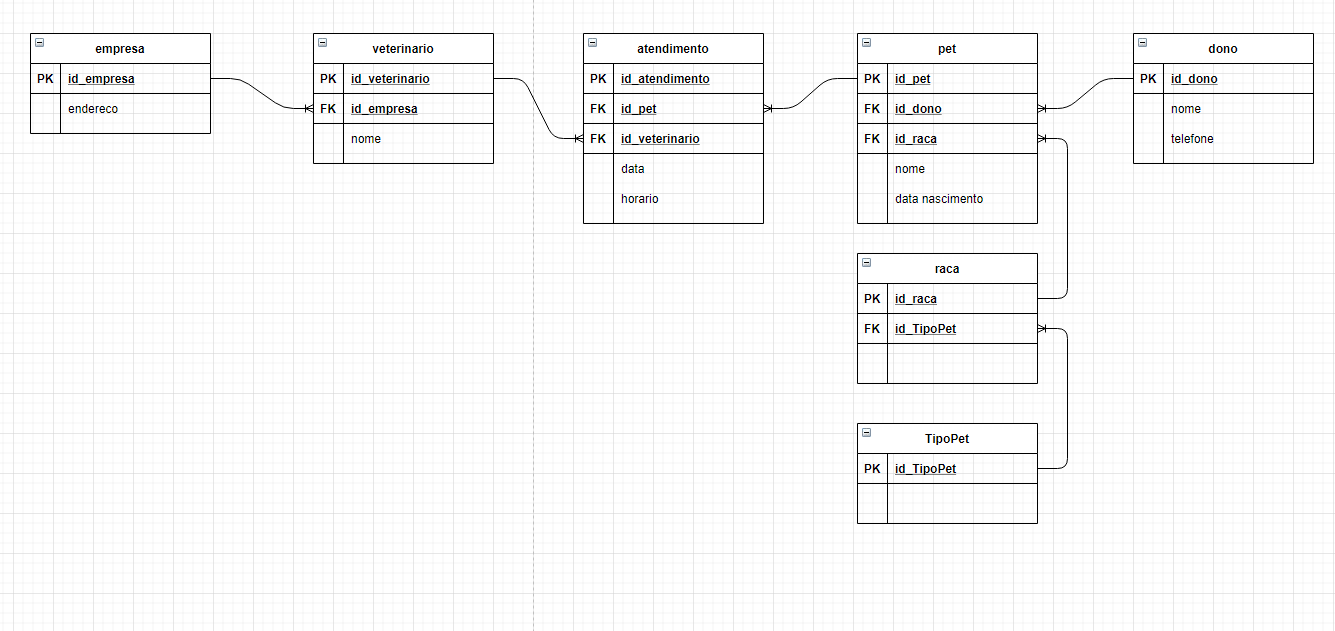 empresa
PK id_empresa
endereco
veterinario
PK id_veterinario
FK id_empresa
nome
atendimento
PK id_atendimento
FK id_pet
FK id_veterinario
data
horario
pet
PK id_pet
FK id_dono
FK id_raca
nome
data nascimento
dono
PK id_dono
nome
telefone
raca
PK id_raca
FK id_TipoPet
TipoPet
PK id_TipoPet